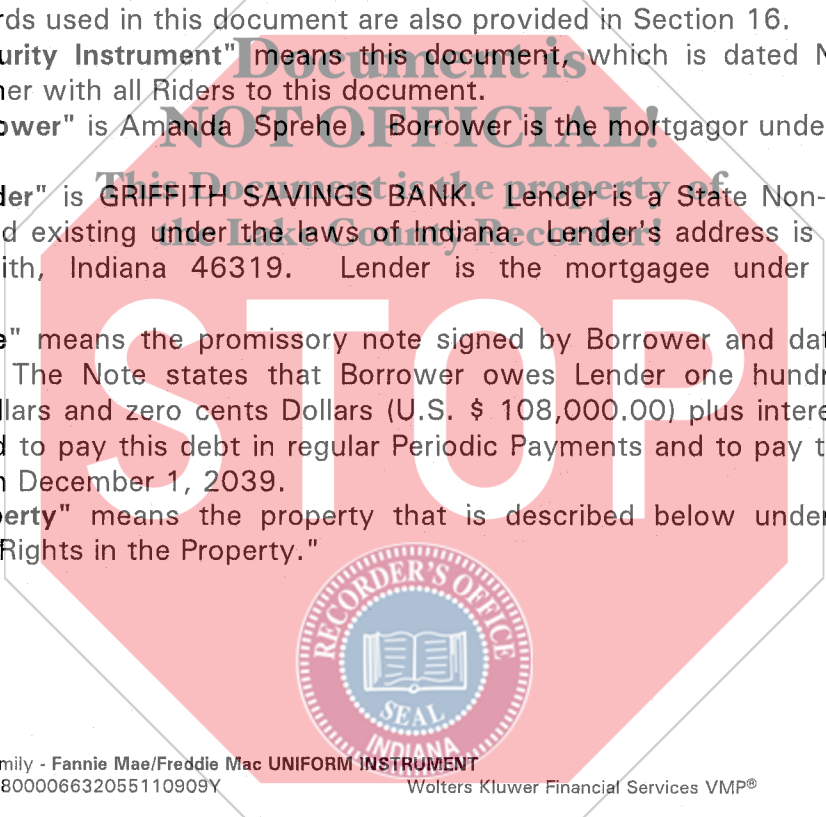 rds used in this document are also provided in Section 16.
urity Instrument" means this document, which is dated N
ner with all Riders to this document.
ower" is Amanda Sprehe . Borrower is the mortgagor unde
der" is GRIFFITH SAVINGS BANK. Lender is a State Non-
d existing under the laws of Indiana. Lender's address is
ith, Indiana 46319. Lender is the mortgagee under
e" means the promissory note signed by Borrower and dat
The Note states that Borrower owes Lender one hundr
llars and zero cents Dollars (U.S. $ 108,000.00) plus intere
d to pay this debt in regular Periodic Payments and to pay t
n December 1, 2039.
perty" means the property that is described below under
Rights in the Property."
Document is
NOT OFFICIAL!
This Document is the property of
the Lake County Recorder!
STOP
RECORDER'S OFFICE
SEAL
INDIANA
mily - Fannie Mae/Freddie Mac UNIFORM INSTRUMENT
800006632055110909Y Wolters Kluwer Financial Services VMP®